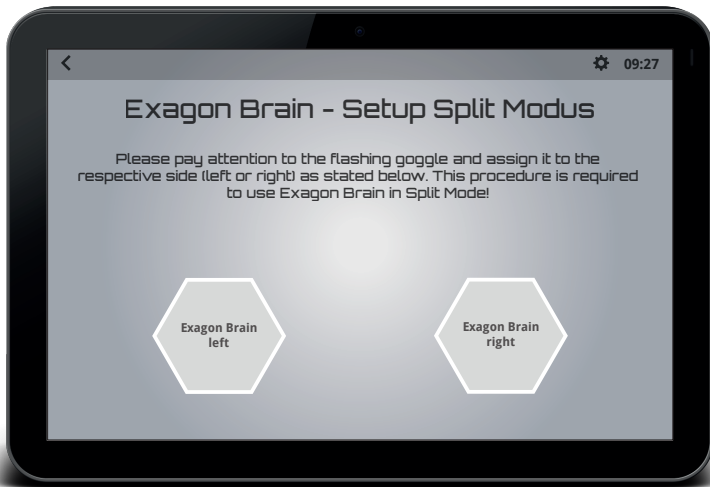 09:27
Exagon Brain - Setup Split Modus
Please pay attention to the flashing goggle and assign it to the
respective side (left or right) as stated below. This procedure is required
to use Exagon Brain in Split Mode!
Exagon Brain
left
Exagon Brain
right